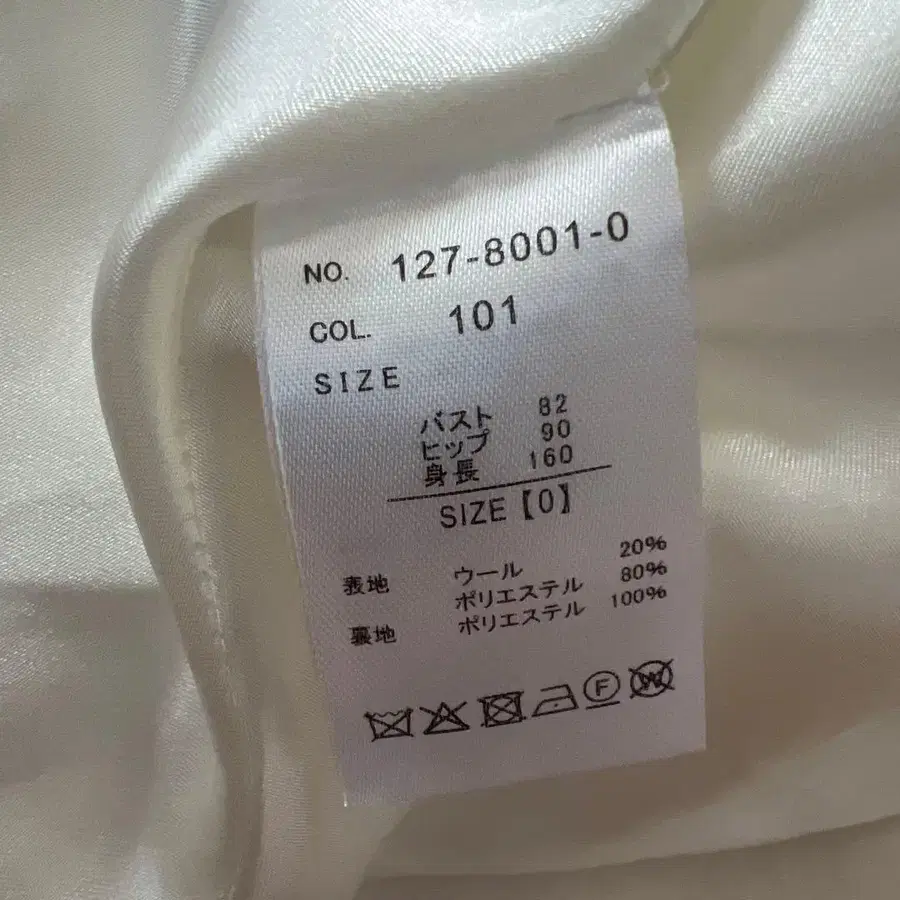 NO. 127-8001-0
COL. 101
SIZE
バスト 82
ヒップ 90
身長 160
SIZE【0】
表地 ウール 20%
ポリエステル 80%
裏地 ポリエステル 100%
F W